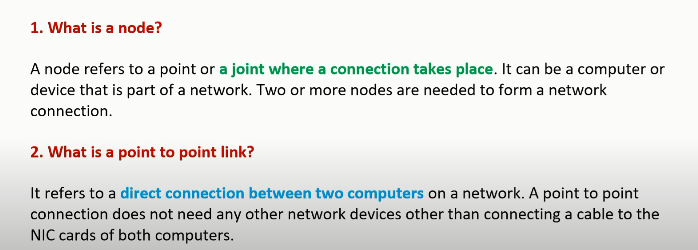 1. What is a node?
A node refers to a point or a joint where a connection takes place. It can be a computer or
device that is part of a network. Two or more nodes are needed to form a network
connection.
2. What is a point to point link?
It refers to a direct connection between two computers on a network. A point to point
connection does not need any other network devices other than connecting a cable to the
NIC cards of both computers.